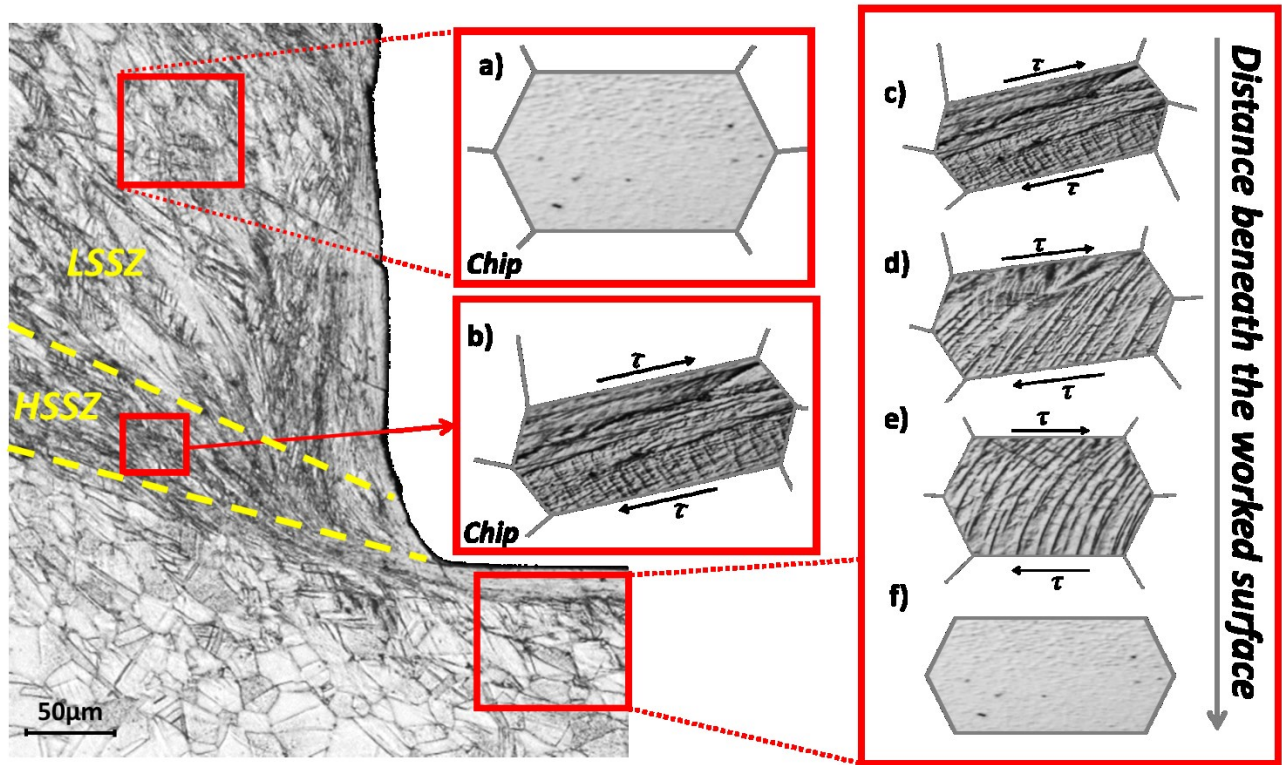 LSSZ
HSSZ
50µm
a)
Chip
b)
τ
τ
Chip
c)
τ
τ
d)
τ
τ
e)
τ
τ
f)
Distance beneath the worked surface